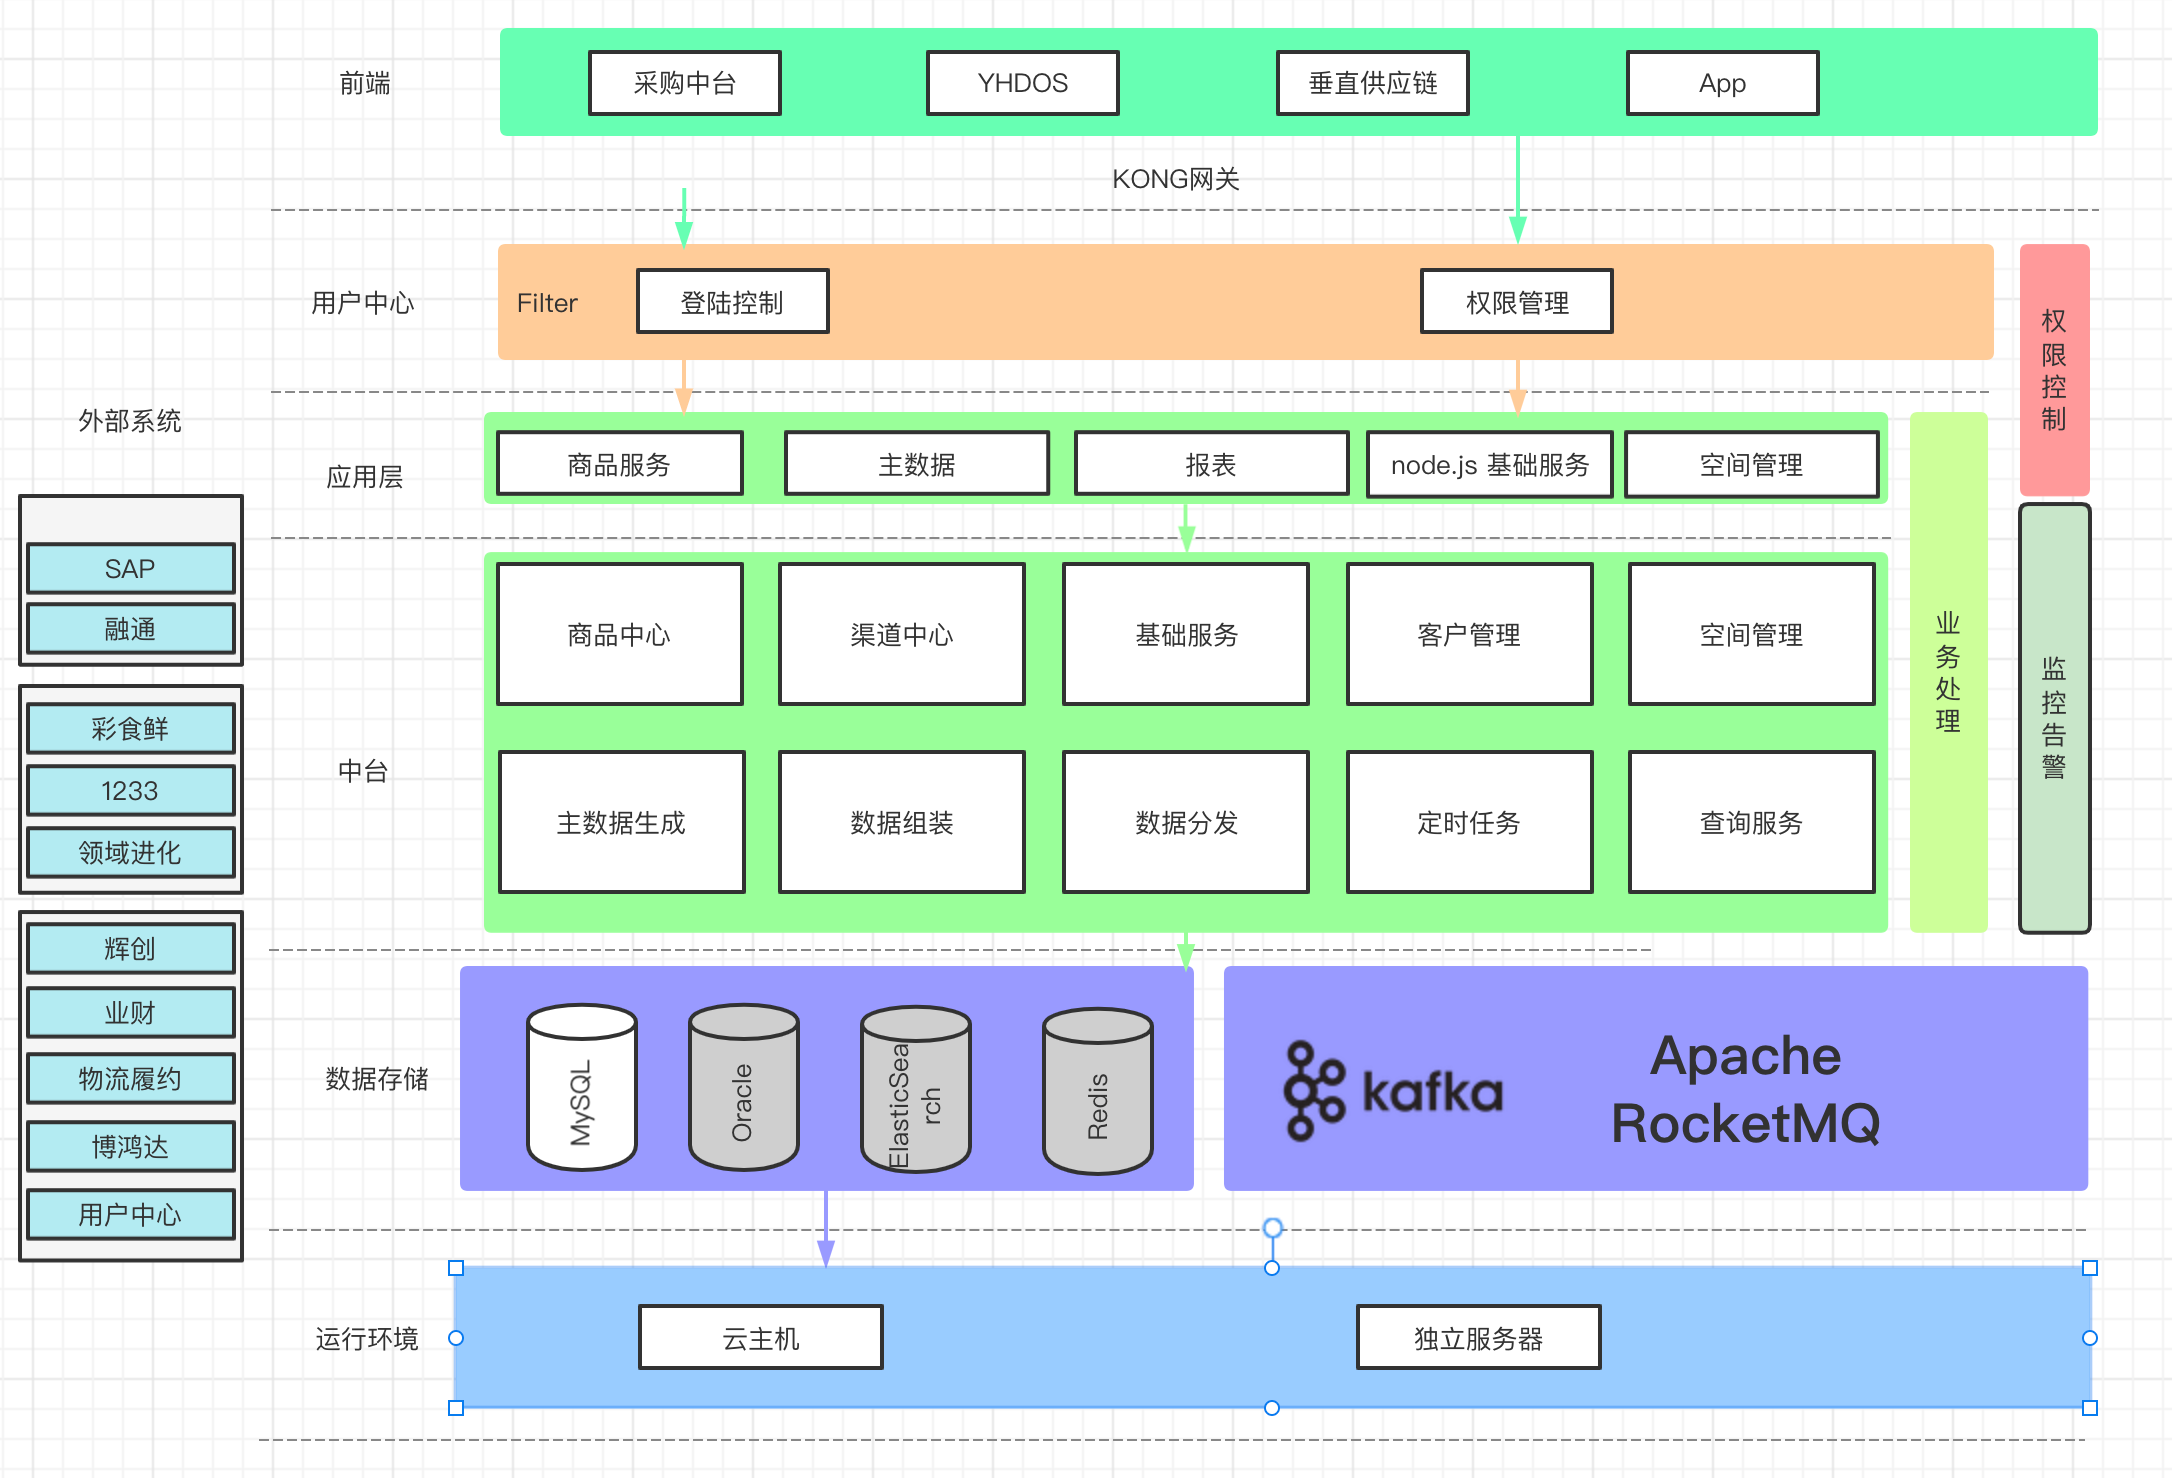 前端
采购中台
YHDOS
垂直供应链
App
KONG网关
用户中心
Filter
登陆控制
权限管理
权限控制
外部系统
应用层
商品服务
主数据
报表
node.js 基础服务
空间管理
SAP
融通
彩食鲜
1233
领域进化
辉创
业财
物流履约
博鸿达
用户中心
中台
商品中心
渠道中心
基础服务
客户管理
空间管理
主数据生成
数据组装
数据分发
定时任务
查询服务
业务处理
监控告警
数据存储
MySQL
Oracle
ElasticSea
rch
Redis
kafka
Apache
RocketMQ
运行环境
云主机
独立服务器